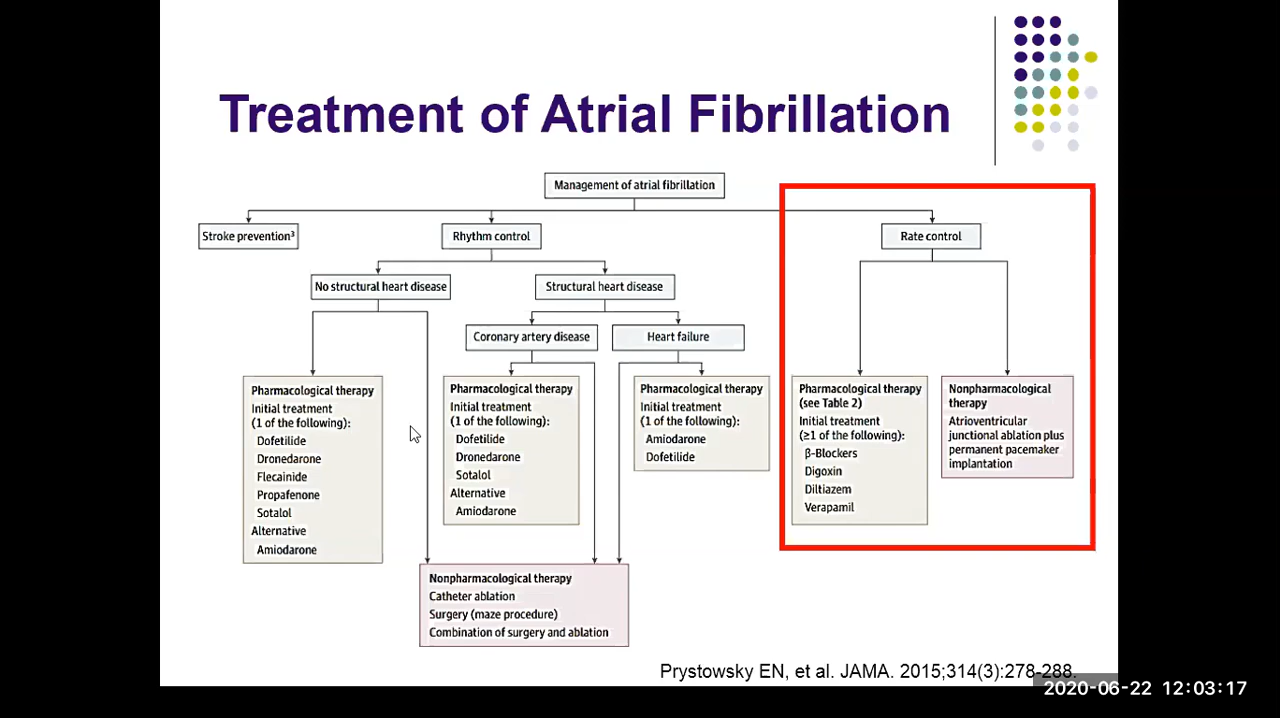 Treatment of Atrial Fibrillation
Management of atrial fibrillation
Stroke prevention³
Rhythm control
Rate control
No structural heart disease
Structural heart disease
Coronary artery disease
Heart failure
Pharmacological therapy
Initial treatment
(1 of the following):
Dofetilide
Dronedarone
Flecainide
Propafenone
Sotalol
Alternative
Amiodarone
Pharmacological therapy
Initial treatment
(1 of the following):
Dofetilide
Dronedarone
Sotalol
Alternative
Amiodarone
Pharmacological therapy
Initial treatment
(1 of the following):
Amiodarone
Dofetilide
Pharmacological therapy
(see Table 2)
Initial treatment
(≥1 of the following):
β-Blockers
Digoxin
Diltiazem
Verapamil
Nonpharmacological
therapy
Atrioventricular
junctional ablation plus
permanent pacemaker
implantation
Nonpharmacological therapy
Catheter ablation
Surgery (maze procedure)
Combination of surgery and ablation
Prystowsky EN, et al. JAMA. 2015;314(3):278-288.
2020-06-22 12:03:17